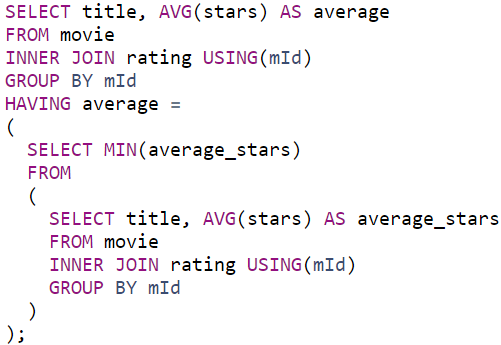 SELECT title, AVG(stars) AS average
FROM movie
INNER JOIN rating USING(mId)
GROUP BY mId
HAVING average =
(
  SELECT MIN(average_stars)
  FROM
  (
    SELECT title, AVG(stars) AS average_stars
    FROM movie
    INNER JOIN rating USING(mId)
    GROUP BY mId
  )
);